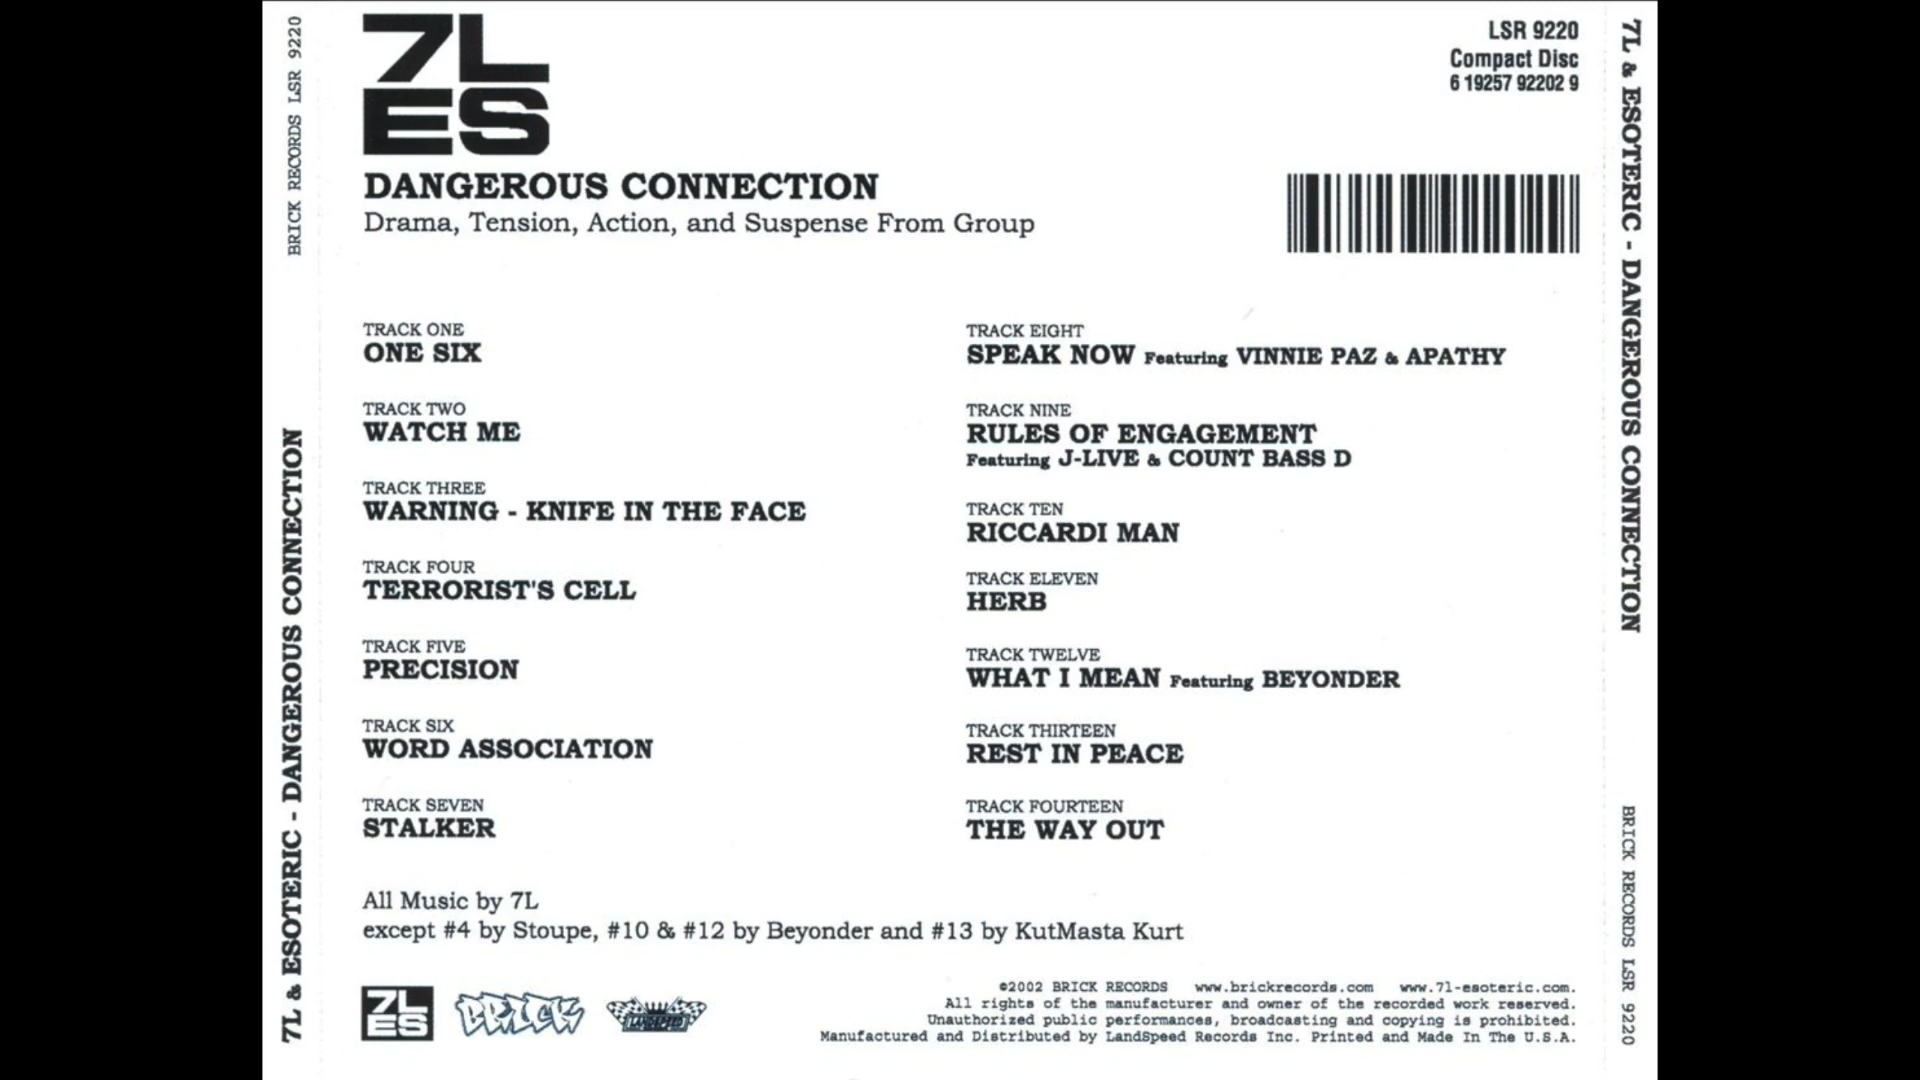 BRICK RECORDS LSR 9220
7L & ESOTERIC - DANGEROUS CONNECTION
7L
ES
DANGEROUS CONNECTION
Drama, Tension, Action, and Suspense From Group
LSR 9220
Compact Disc
6 19257 92202 9
TRACK ONE
ONE SIX
TRACK TWO
WATCH ME
TRACK THREE
WARNING - KNIFE IN THE FACE
TRACK FOUR
TERRORIST'S CELL
TRACK FIVE
PRECISION
TRACK SIX
WORD ASSOCIATION
TRACK SEVEN
STALKER
TRACK EIGHT
SPEAK NOW Featuring VINNIE PAZ & APATHY
TRACK NINE
RULES OF ENGAGEMENT
Featuring J-LIVE & COUNT BASS D
TRACK TEN
RICCARDI MAN
TRACK ELEVEN
HERB
TRACK TWELVE
WHAT I MEAN Featuring BEYONDER
TRACK THIRTEEN
REST IN PEACE
TRACK FOURTEEN
THE WAY OUT
All Music by 7L
except #4 by Stoupe, #10 & #12 by Beyonder and #13 by KutMasta Kurt
7L
ES
BRICK
LANDSPEED
©2002 BRICK RECORDS www.brickrecords.com www.7l-esoteric.com.
All rights of the manufacturer and owner of the recorded work reserved.
Unauthorized public performances, broadcasting and copying is prohibited.
Manufactured and Distributed by LandSpeed Records Inc. Printed and Made In The U.S.A.
7L & ESOTERIC - DANGEROUS CONNECTION
BRICK RECORDS LSR 9220